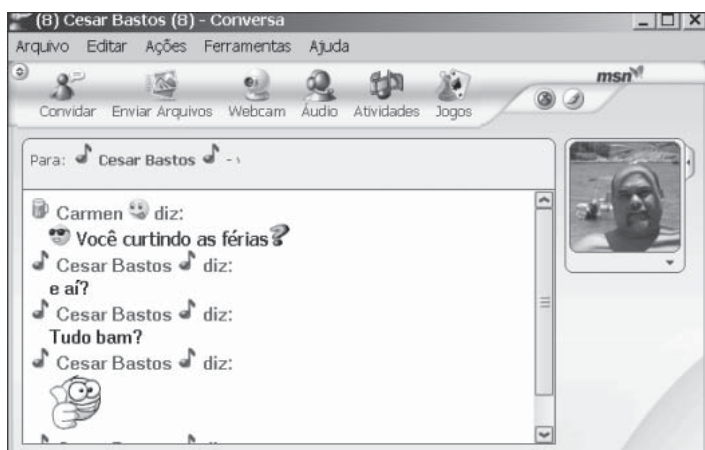 (8) Cesar Bastos (8) - Conversa
Arquivo Editar Ações Ferramentas Ajuda
msn
Convidar Enviar Arquivos Webcam Áudio Atividades Jogos
Para: Cesar Bastos -
Carmen diz:
Você curtindo as férias?
Cesar Bastos diz:
e aí?
Cesar Bastos diz:
Tudo bam?
Cesar Bastos diz: